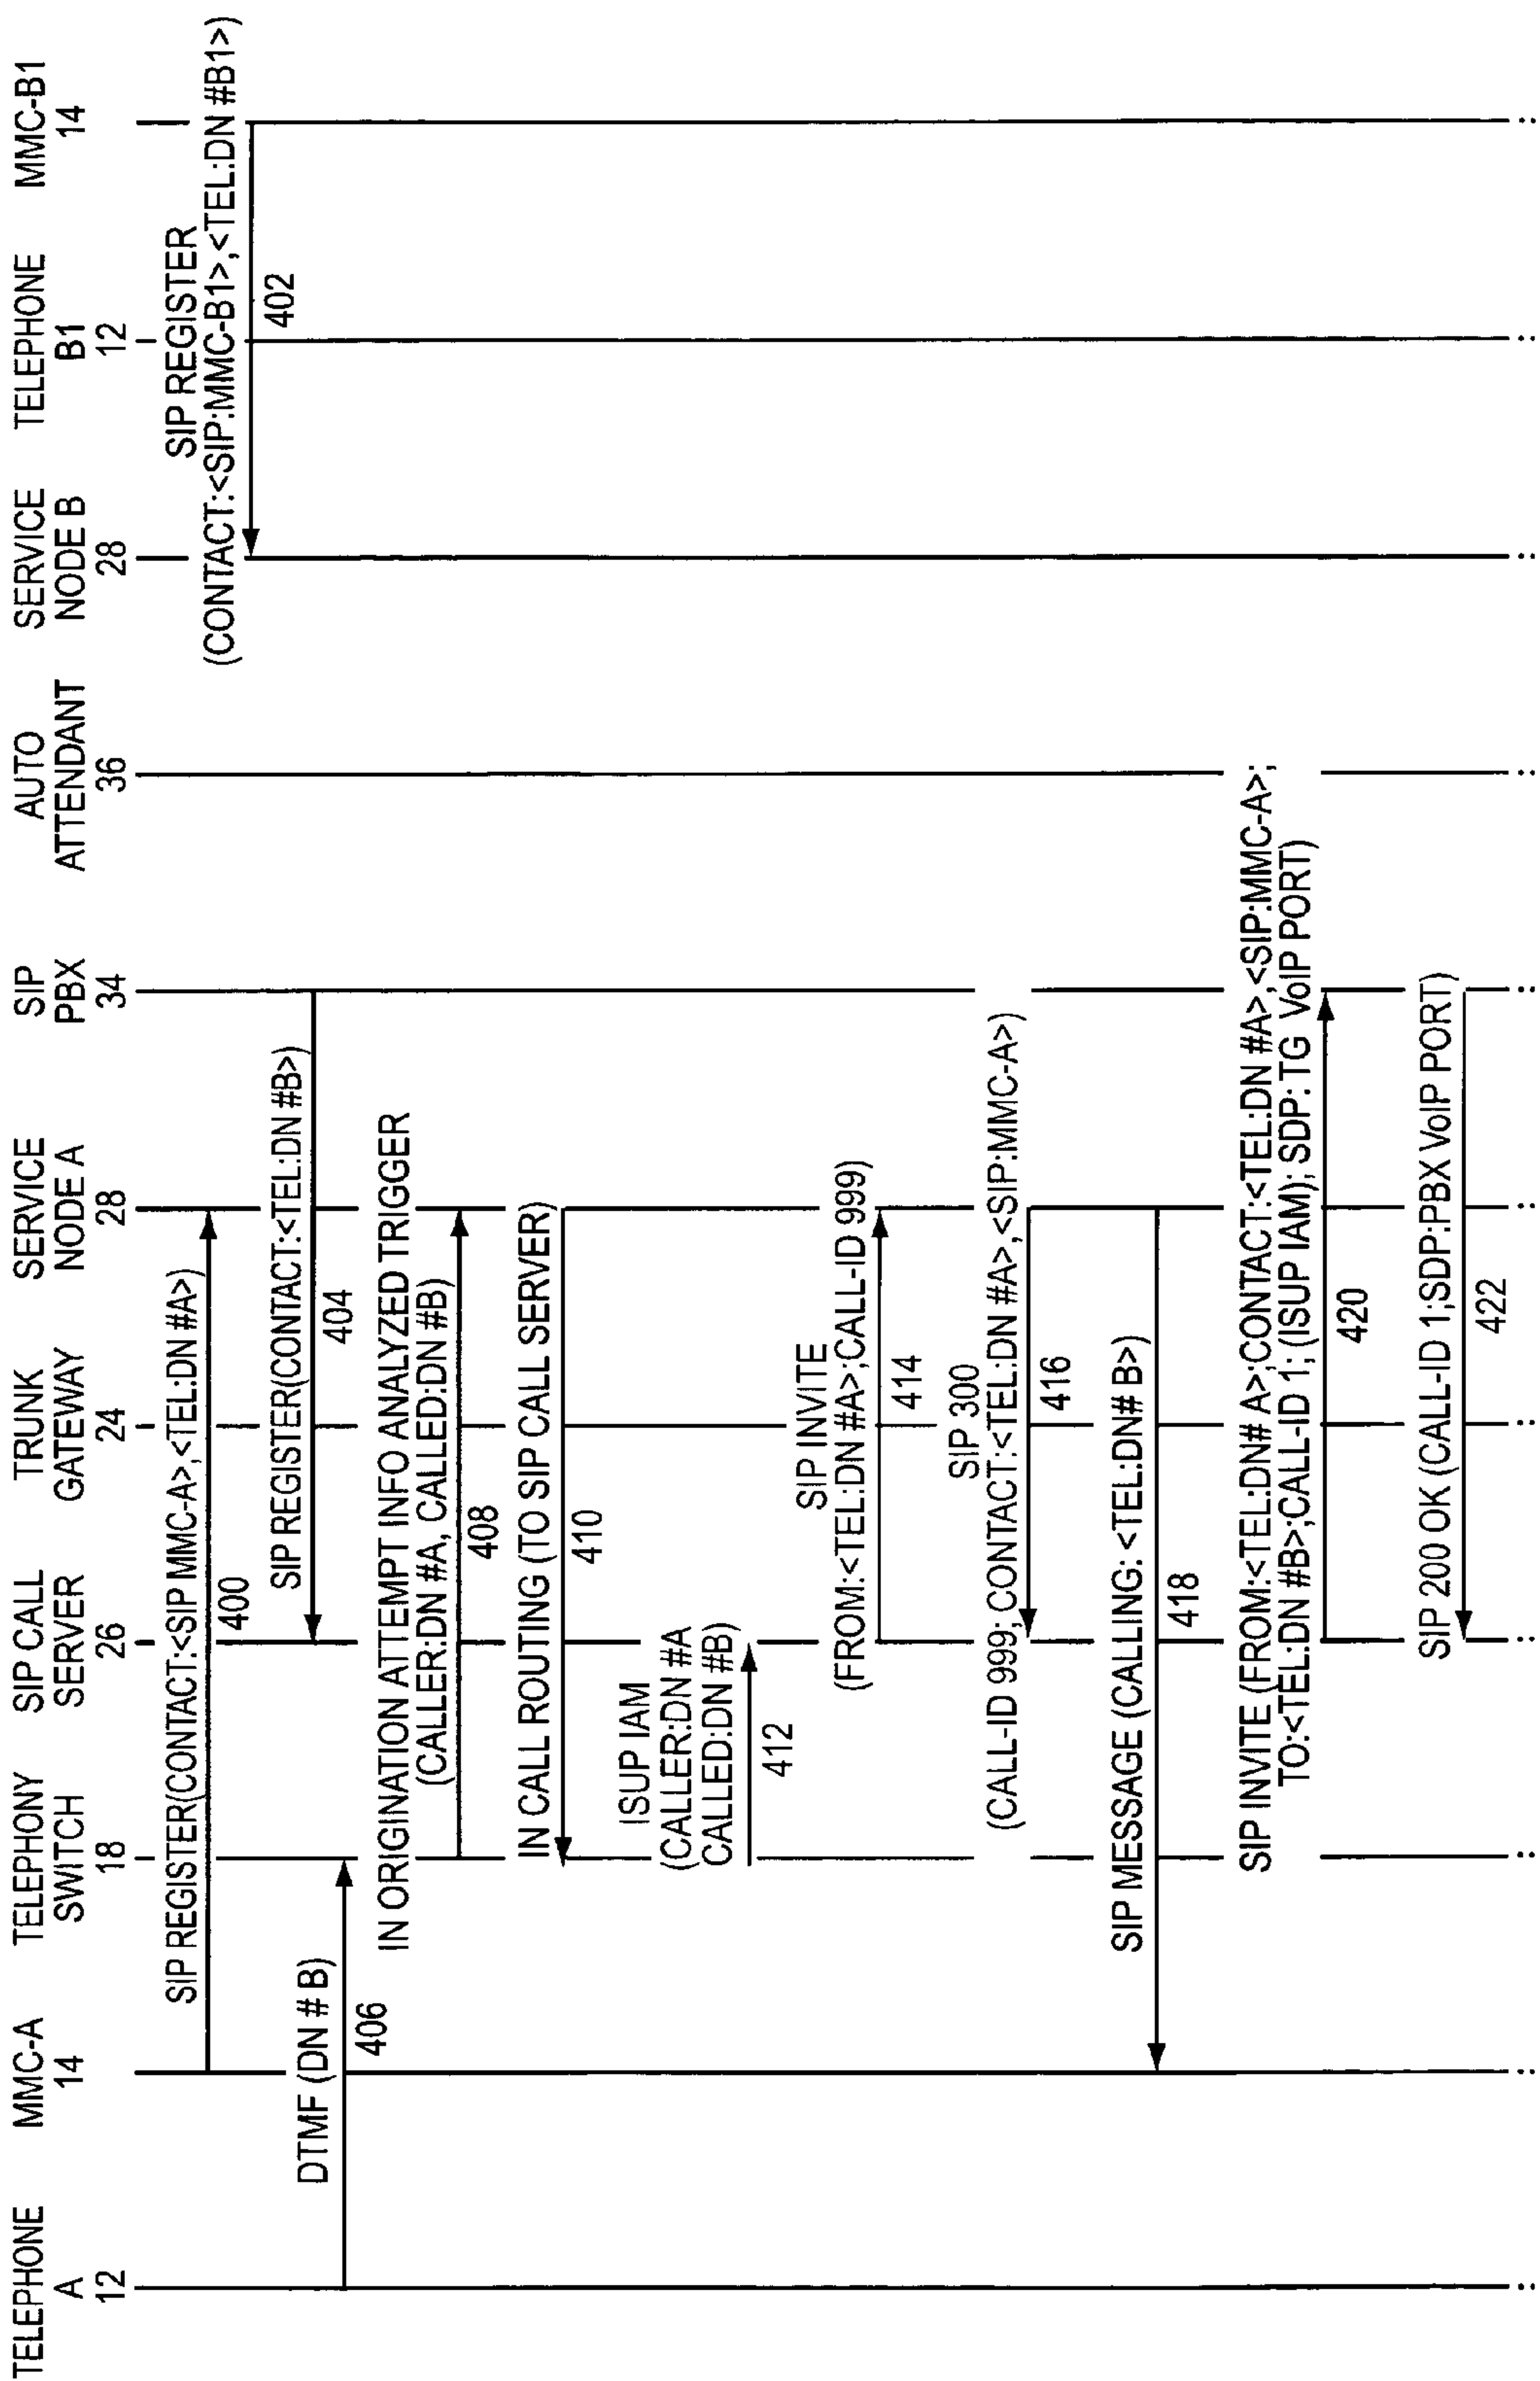 TELEPHONE
A
12
MMC-A
14
TELEPHONY
SWITCH
18
SIP CALL
SERVER
26
TRUNK
GATEWAY
24
SERVICE
NODE A
28
SIP
PBX
34
AUTO
ATTENDANT
36
SERVICE
NODE B
28
TELEPHONE
B1
12
MMC-B1
14
SIP REGISTER(CONTACT:<SIP MMC-A>,<TEL:DN #A>)
400
SIP REGISTER
(CONTACT:<SIP:MMC-B1>,<TEL:DN #B1>)
402
SIP REGISTER(CONTACT:<TEL:DN #B>)
404
DTMF (DN # B)
406
IN ORIGINATION ATTEMPT INFO ANALYZED TRIGGER
(CALLER:DN #A, CALLED:DN #B)
408
IN CALL ROUTING (TO SIP CALL SERVER)
410
ISUP IAM
(CALLER:DN #A
CALLED:DN #B)
412
SIP INVITE
(FROM:<TEL:DN #A>;CALL-ID 999)
414
SIP 300
(CALL-ID 999; CONTACT:<TEL:DN #A>,<SIP:MMC-A>)
416
SIP MESSAGE (CALLING: <TEL:DN# B>)
418
SIP INVITE (FROM:<TEL:DN# A>;CONTACT:<TEL:DN #A>,<SIP:MMC-A>;
TO:<TEL:DN #B>;CALL-ID 1; (ISUP IAM); SDP: TG VoIP PORT)
420
SIP 200 OK (CALL-ID 1;SDP:PBX VoIP PORT)
422